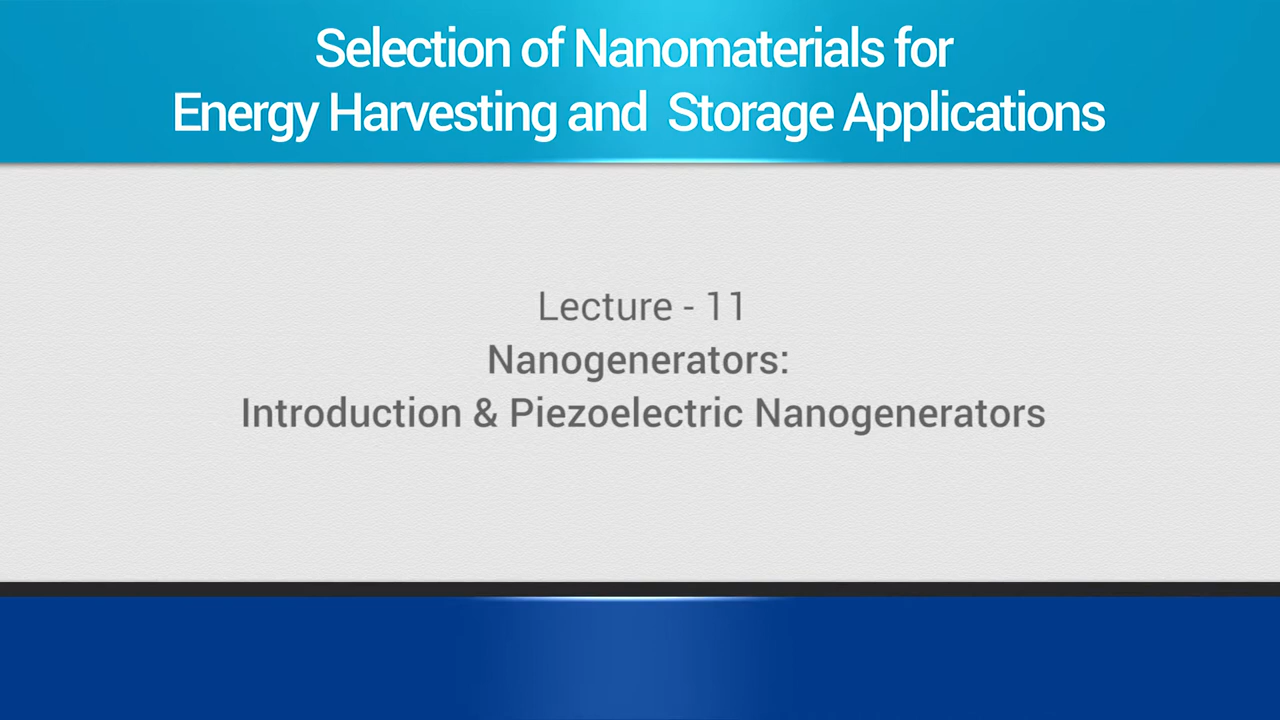 Selection of Nanomaterials for
Energy Harvesting and Storage Applications
Lecture - 11
Nanogenerators:
Introduction & Piezoelectric Nanogenerators